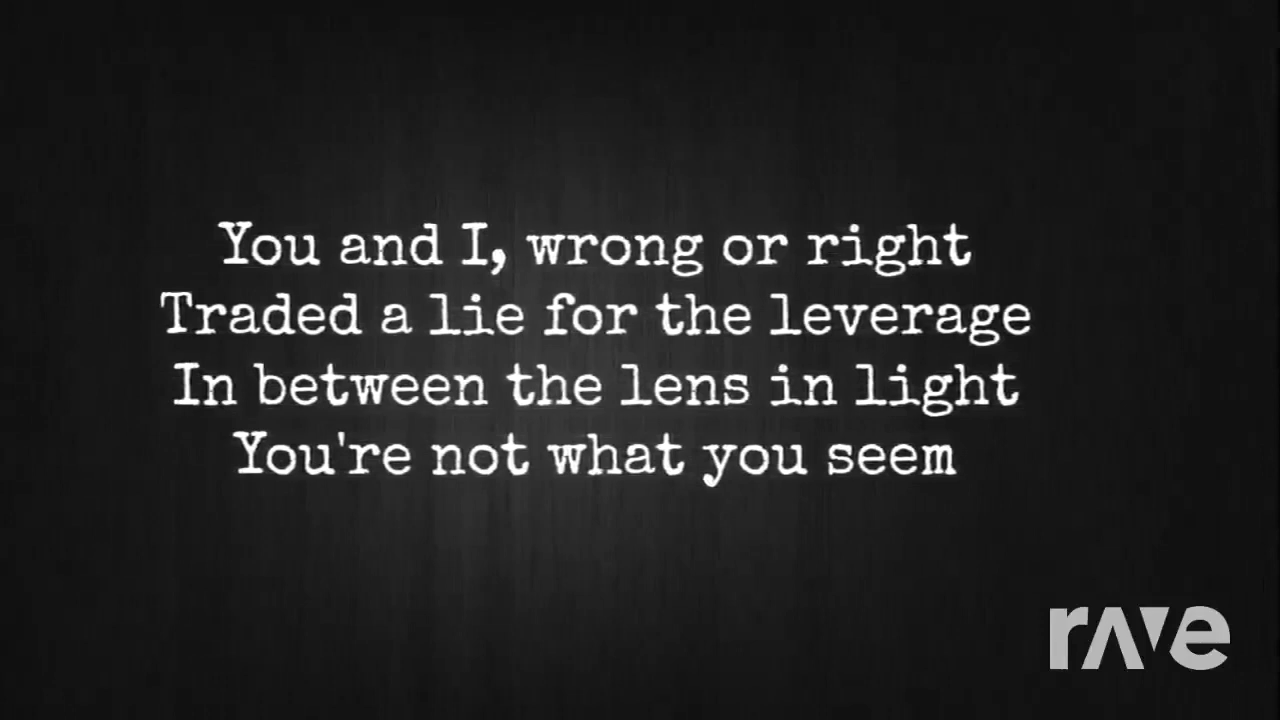 You and I, wrong or right
Traded a lie for the leverage
In between the lens in light
You're not what you seem
rave